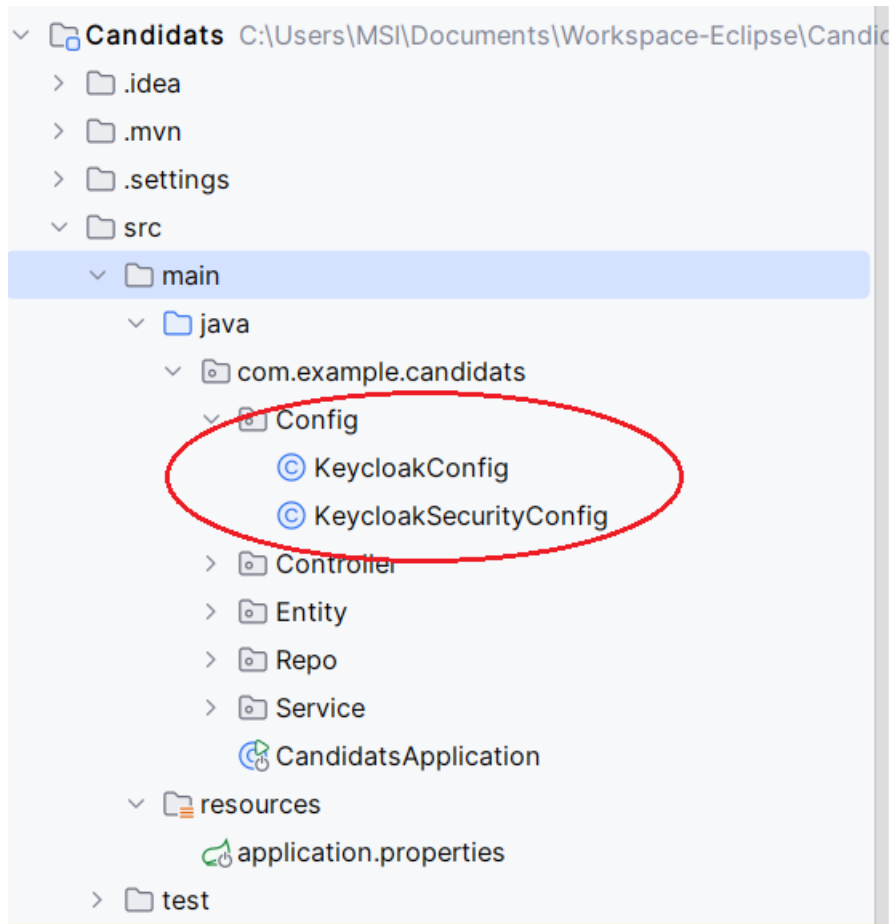 Candidats C:\Users\MSI\Documents\Workspace-Eclipse\Candid
.idea
.mvn
.settings
src
main
java
com.example.candidats
Config
KeycloakConfig
KeycloakSecurityConfig
Controller
Entity
Repo
Service
CandidatsApplication
resources
application.properties
test